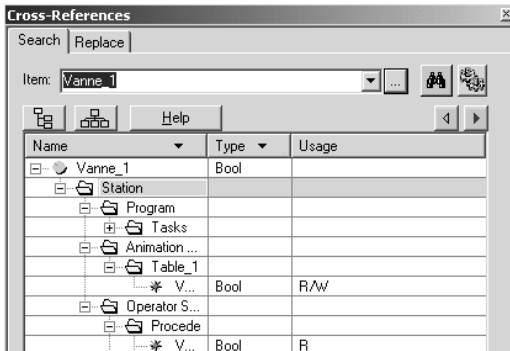 Cross-References
Search Replace
Item: Vanne_1 ...
Help
Name Type Usage
Vanne_1 Bool
Station
Program
Tasks
Animation ...
Table_1
V... Bool R/W
Operator S...
Procede
V... Bool R